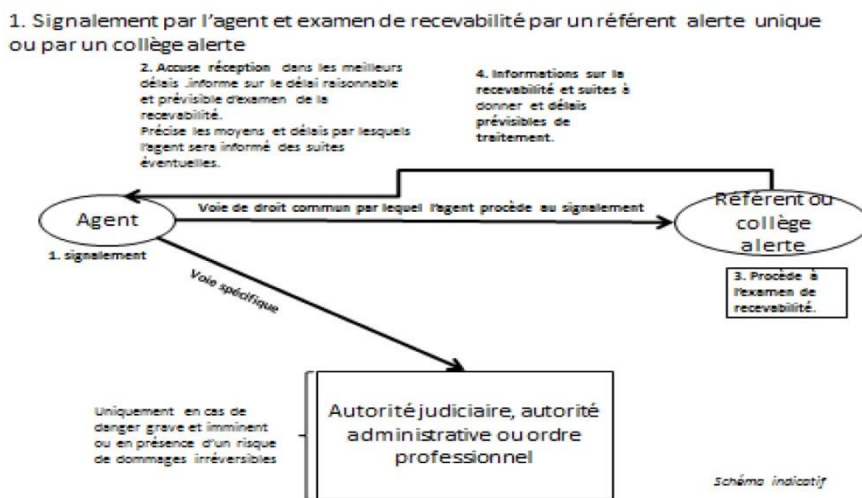 1. Signalement par l'agent et examen de recevabilité par un référent alerte unique
ou par un collège alerte
2. Accuse réception dans les meilleurs
délais .informe sur le délai raisonnable
et prévisible d'examen de la
recevabilité.
Précise les moyens et délais par lesquels
l'agent sera informé des suites
éventuelles.
4. Informations sur la
recevabilité et suites à
donner et délais
prévisibles de
traitement.
Agent
Voie de droit commun par lequel l'agent procède au signalement
Référent ou
collège
alerte
1. signalement
3. Procède à
l'examen de
recevabilité.
Voie spécifique
Uniquement en cas de
danger grave et imminent
ou en présence d'un risque
de dommages irréversibles
Autorité judiciaire, autorité
administrative ou ordre
professionnel
Schéma indicatif